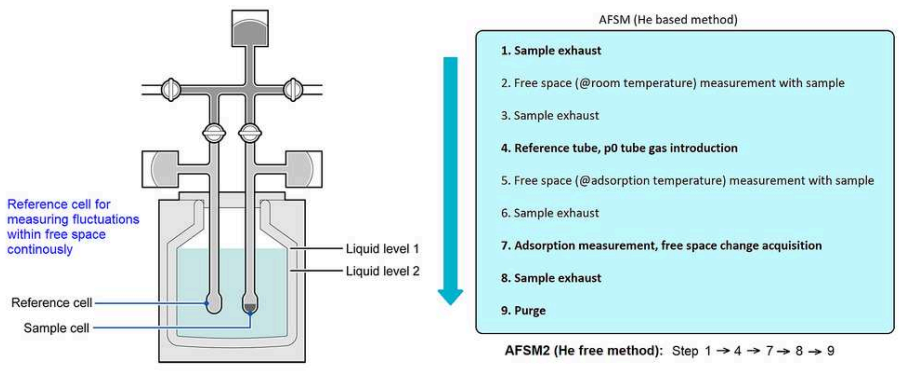 Reference cell for
measuring fluctuations
within free space
continously
Liquid level 1
Liquid level 2
Reference cell
Sample cell
AFSM (He based method)
1. Sample exhaust
2. Free space (@room temperature) measurement with sample
3. Sample exhaust
4. Reference tube, p0 tube gas introduction
5. Free space (@adsorption temperature) measurement with sample
6. Sample exhaust
7. Adsorption measurement, free space change acquisition
8. Sample exhaust
9. Purge
AFSM2 (He free method): Step 1 → 4 → 7 → 8 → 9